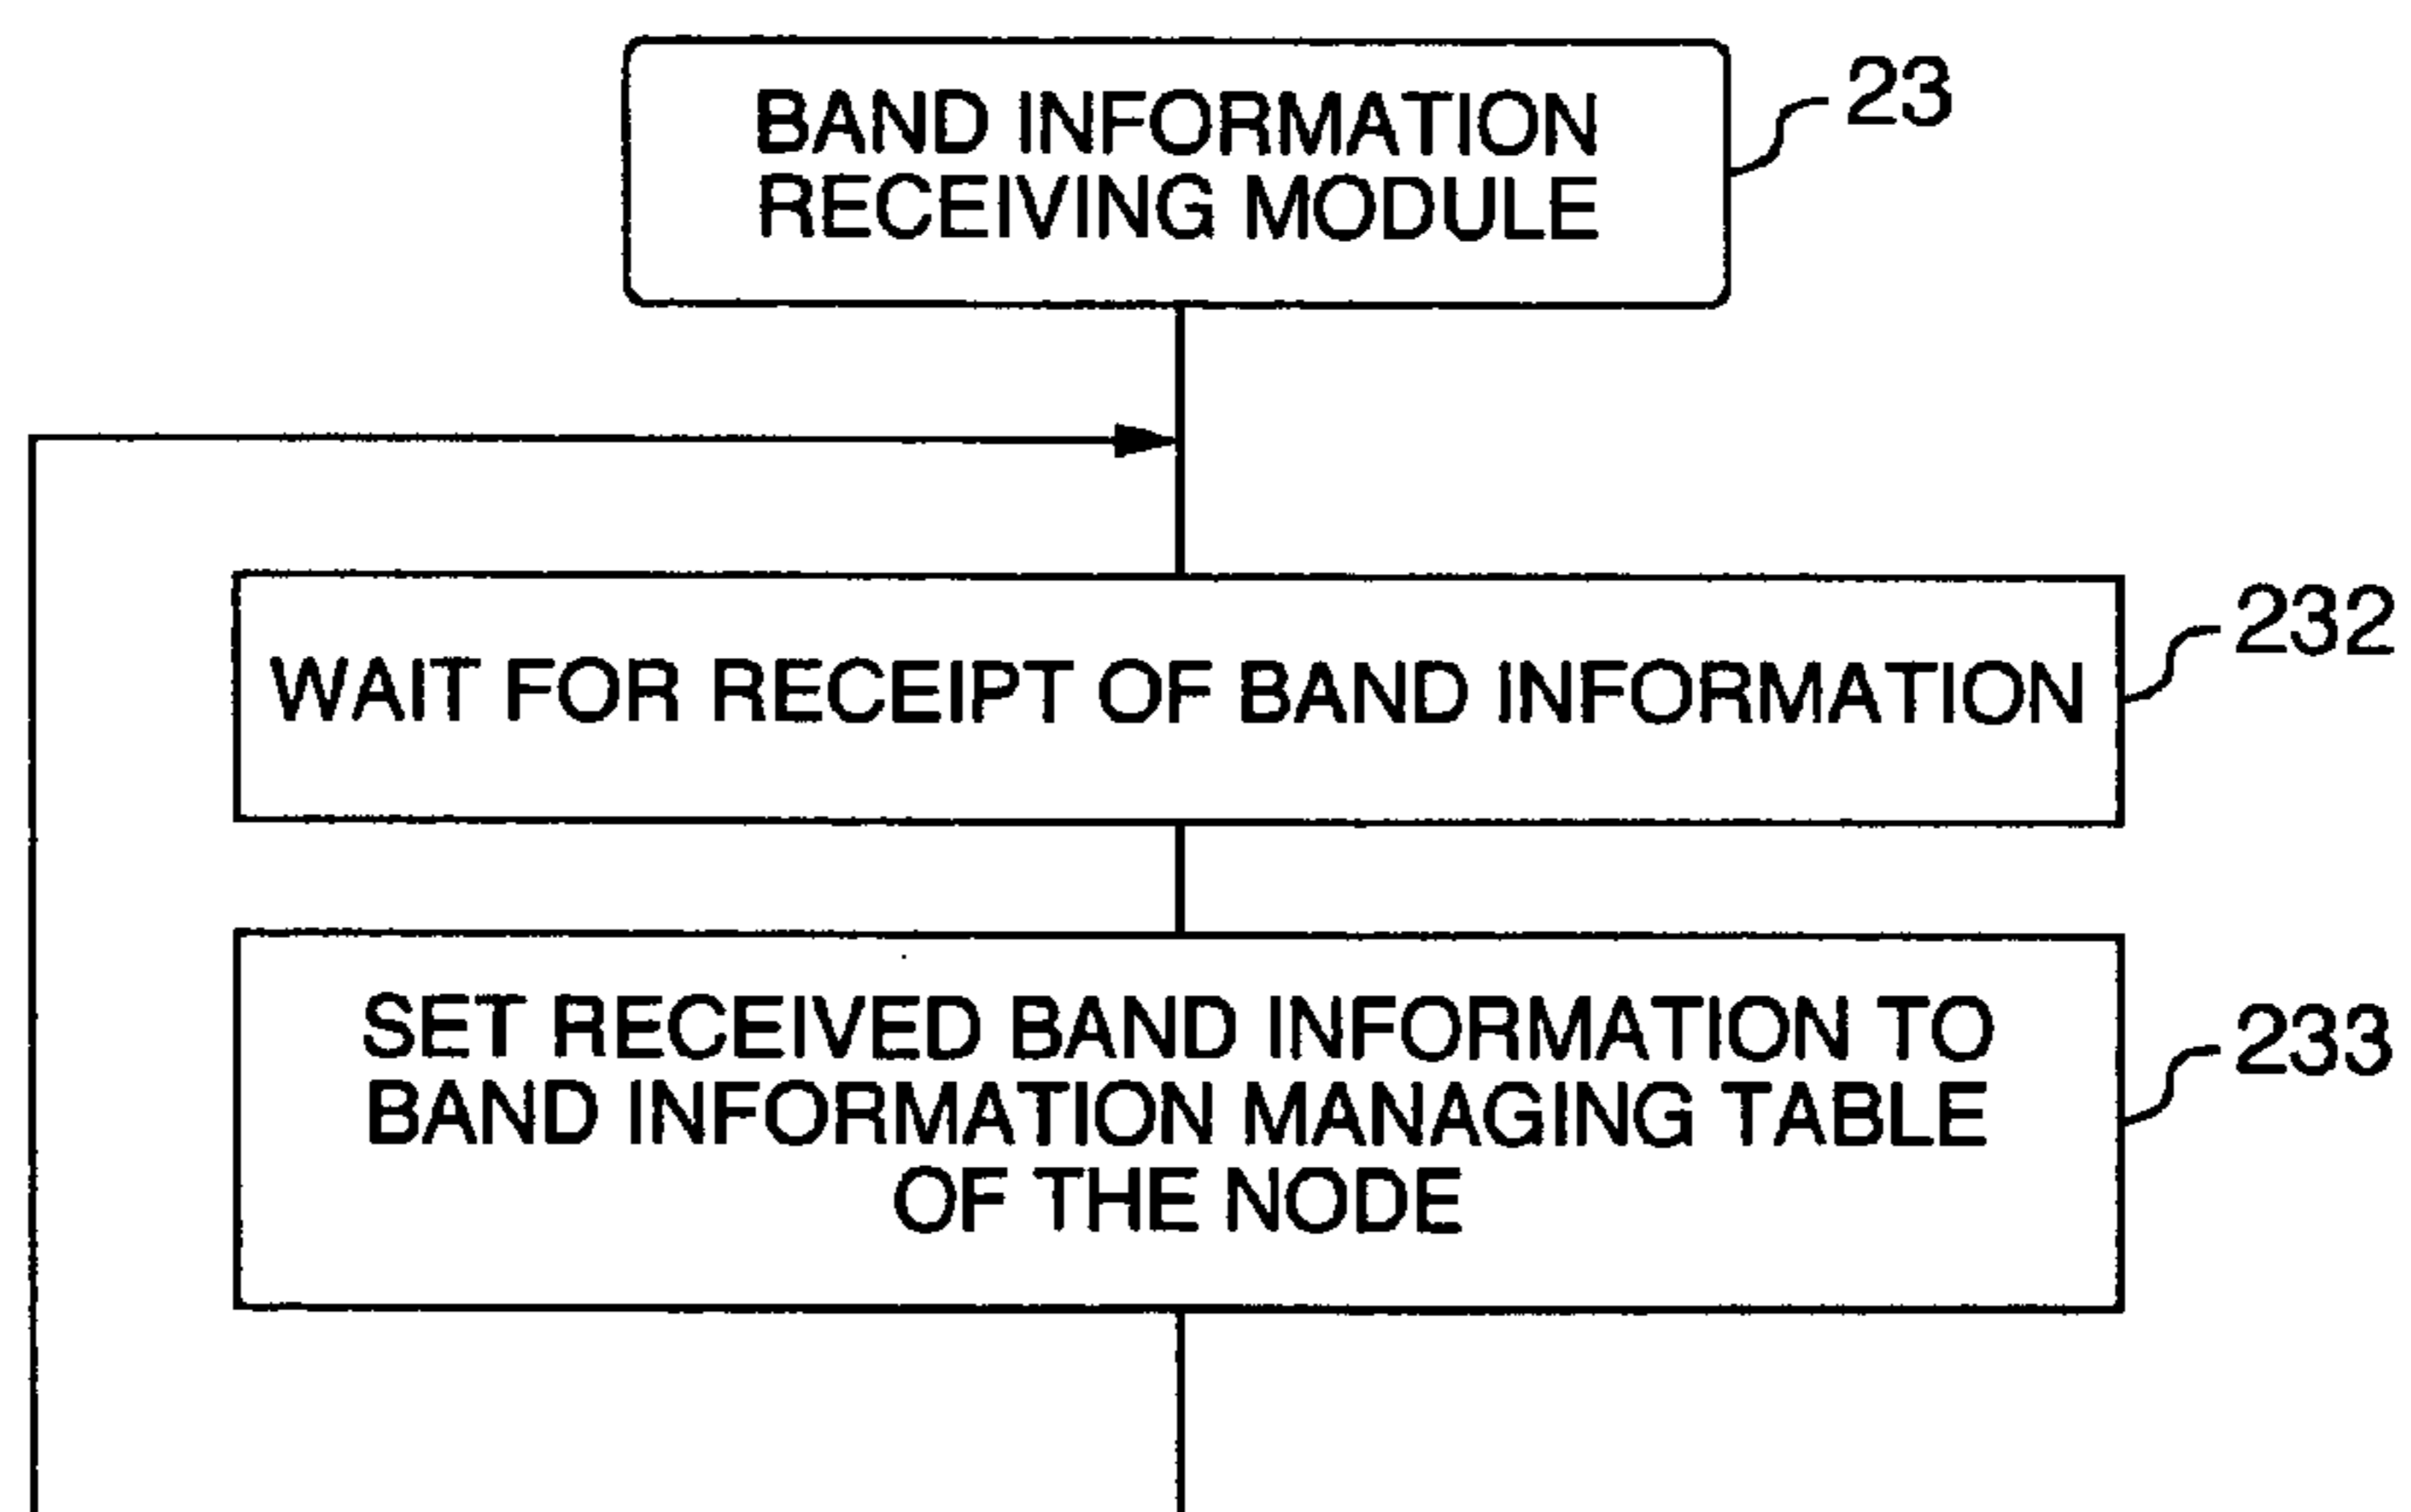 BAND INFORMATION
RECEIVING MODULE
23
WAIT FOR RECEIPT OF BAND INFORMATION
232
SET RECEIVED BAND INFORMATION TO
BAND INFORMATION MANAGING TABLE
OF THE NODE
233